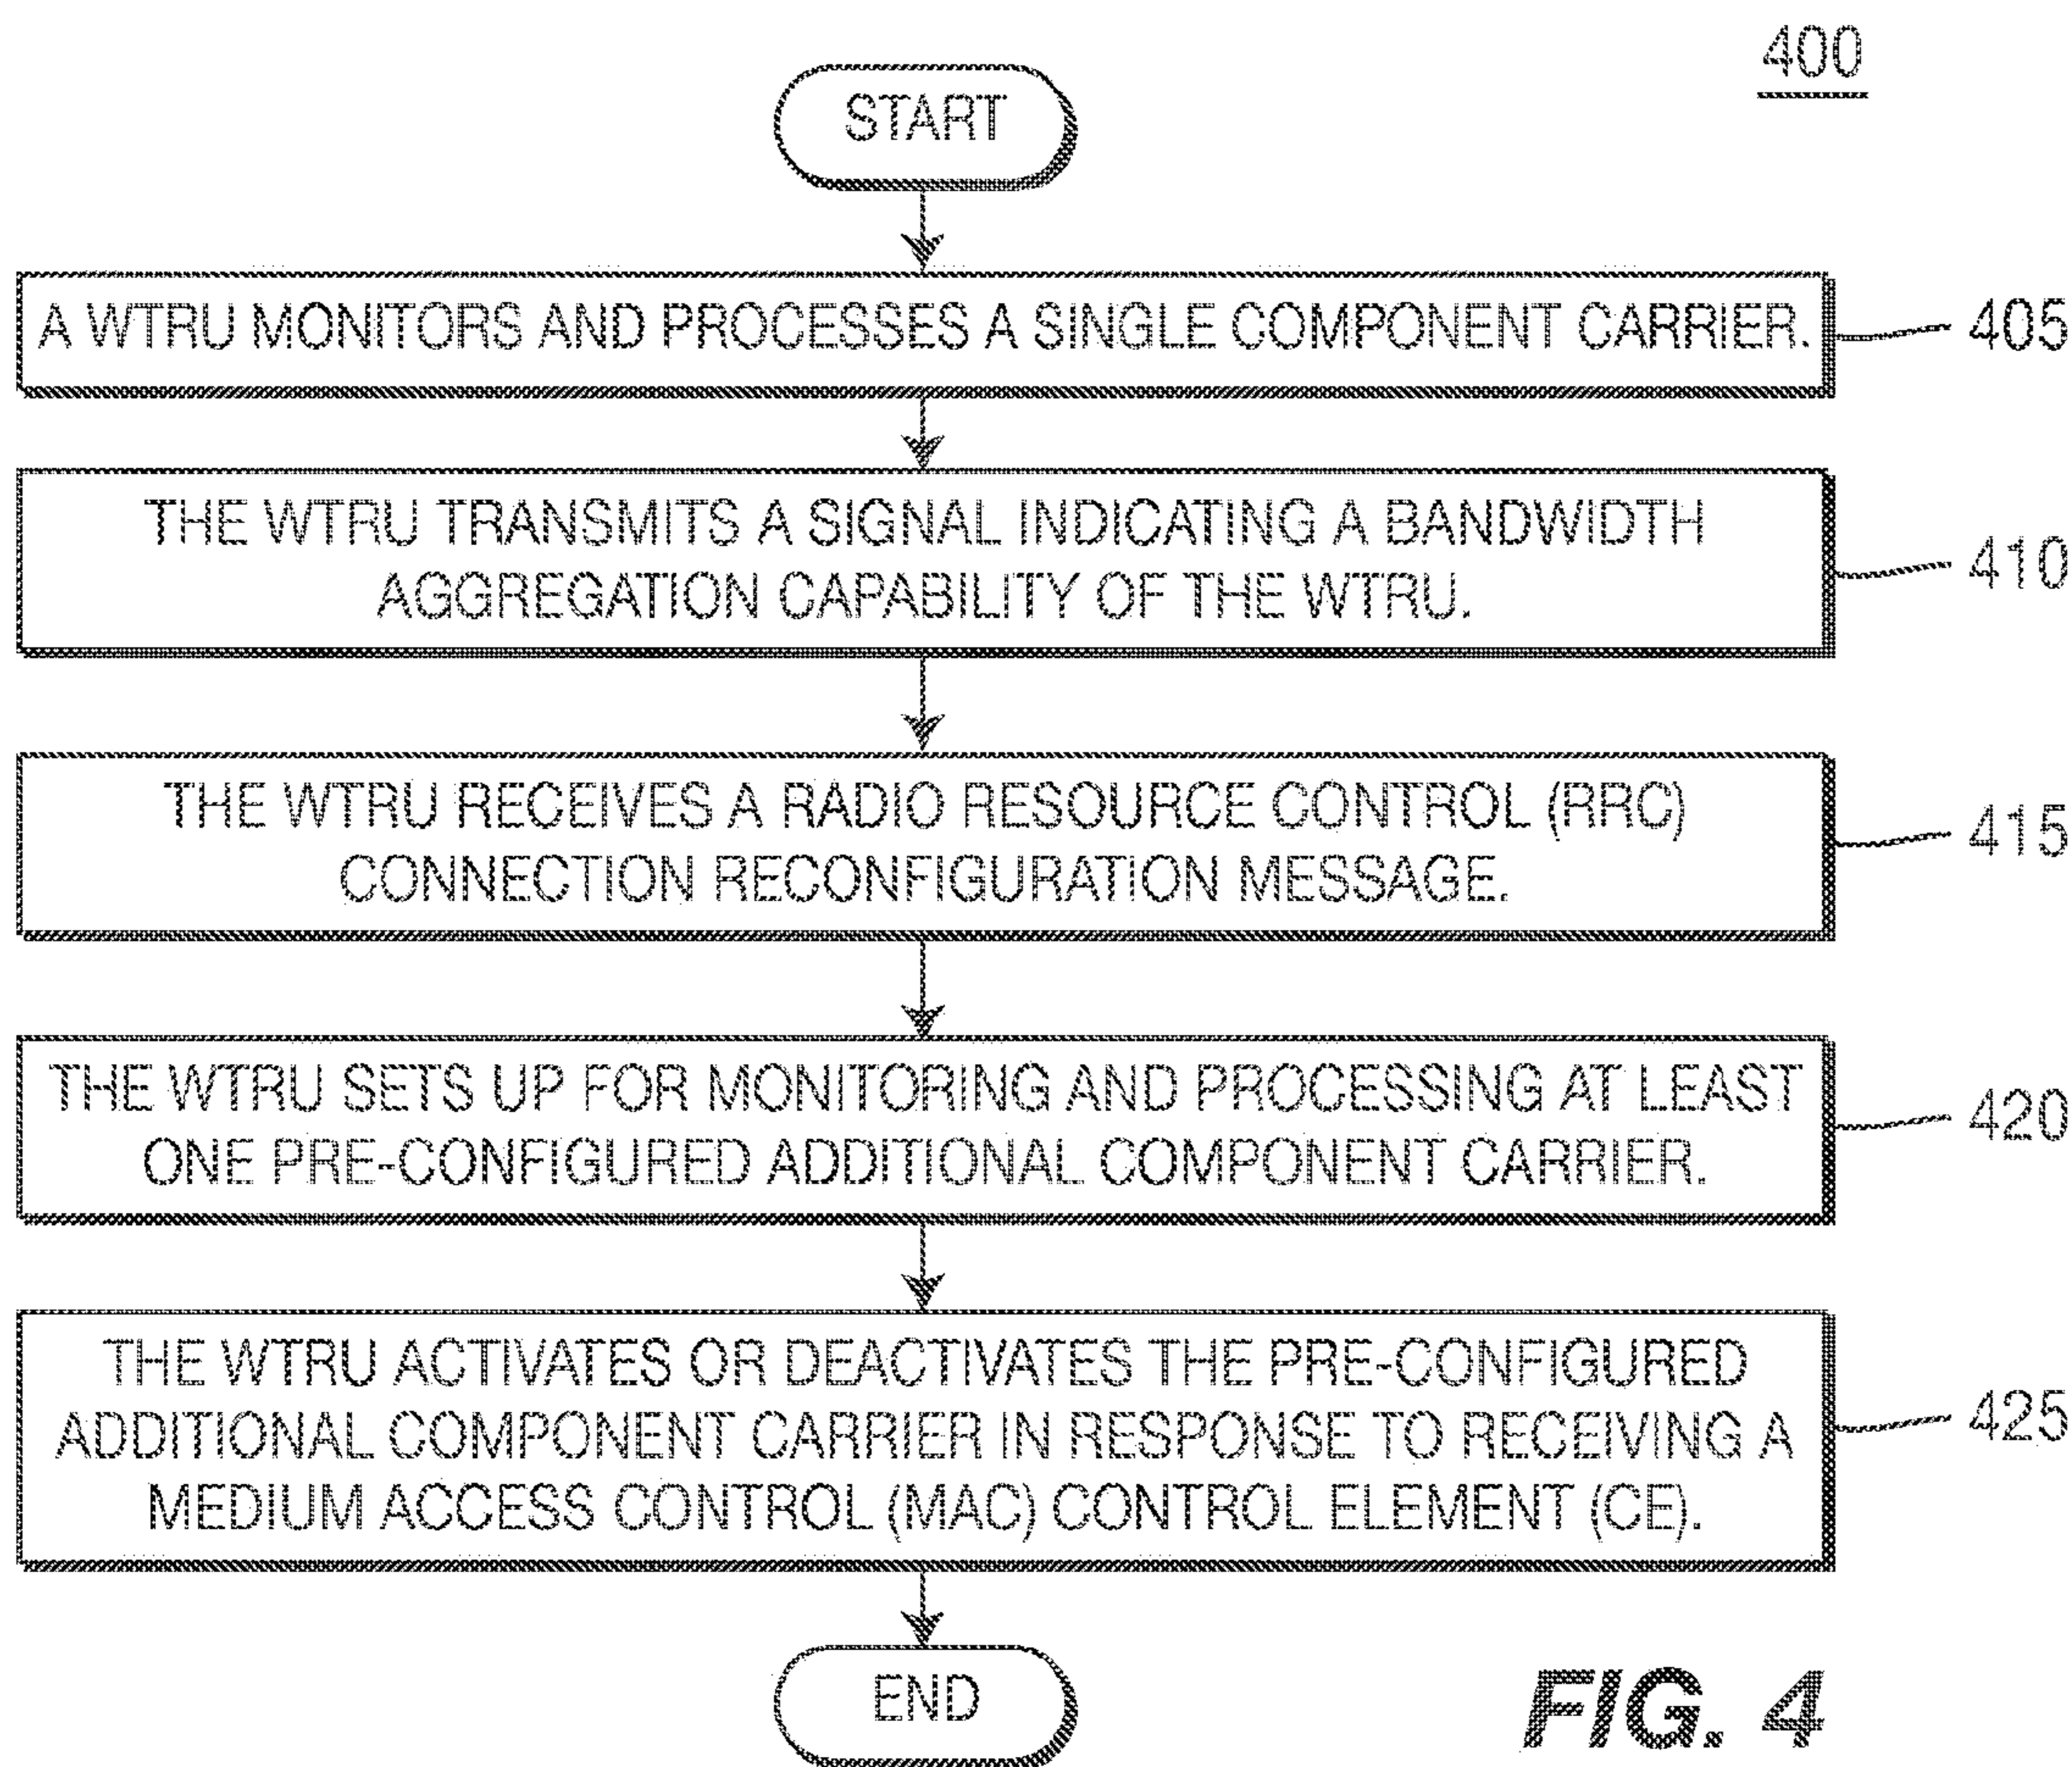 400
START
A WTRU MONITORS AND PROCESSES A SINGLE COMPONENT CARRIER.
405
THE WTRU TRANSMITS A SIGNAL INDICATING A BANDWIDTH
AGGREGATION CAPABILITY OF THE WTRU.
410
THE WTRU RECEIVES A RADIO RESOURCE CONTROL (RRC)
CONNECTION RECONFIGURATION MESSAGE.
415
THE WTRU SETS UP FOR MONITORING AND PROCESSING AT LEAST
ONE PRE-CONFIGURED ADDITIONAL COMPONENT CARRIER.
420
THE WTRU ACTIVATES OR DEACTIVATES THE PRE-CONFIGURED
ADDITIONAL COMPONENT CARRIER IN RESPONSE TO RECEIVING A
MEDIUM ACCESS CONTROL (MAC) CONTROL ELEMENT (CE).
425
END
FIG. 4